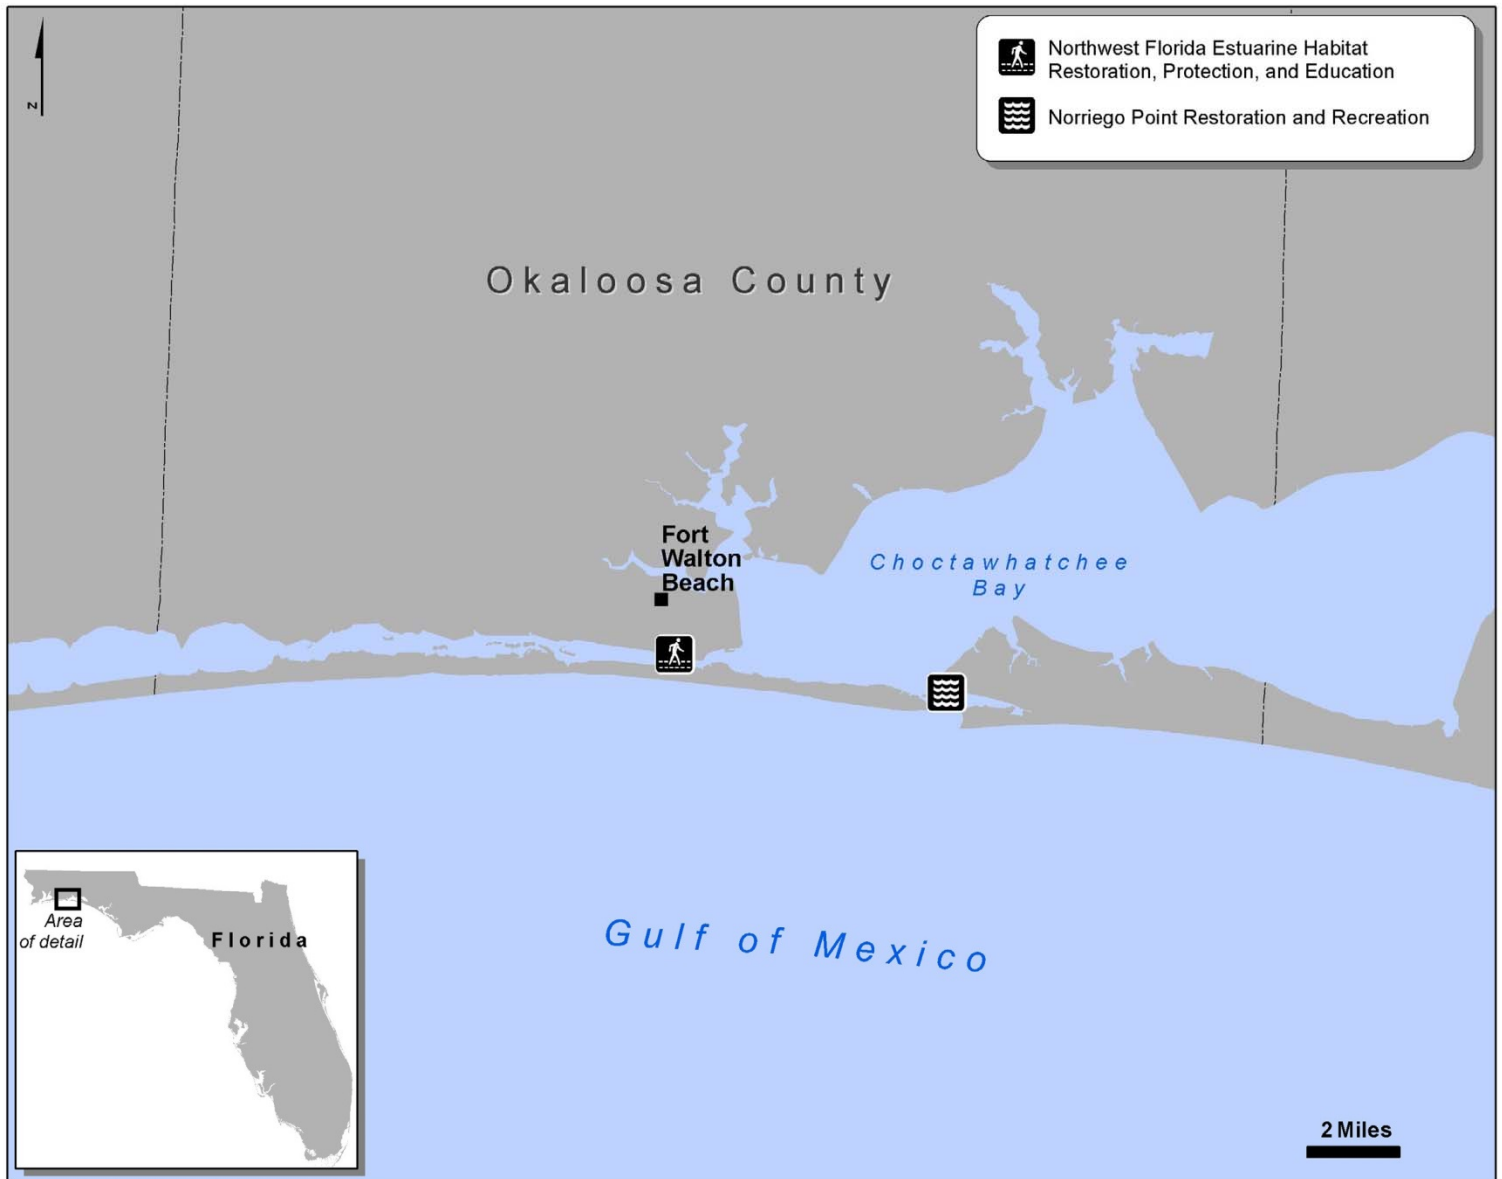 N
Northwest Florida Estuarine Habitat
Restoration, Protection, and Education
Norriego Point Restoration and Recreation
Okaloosa County
Fort
Walton
Beach
Choctawhatchee
Bay
Area
of detail
Florida
Gulf of Mexico
2 Miles